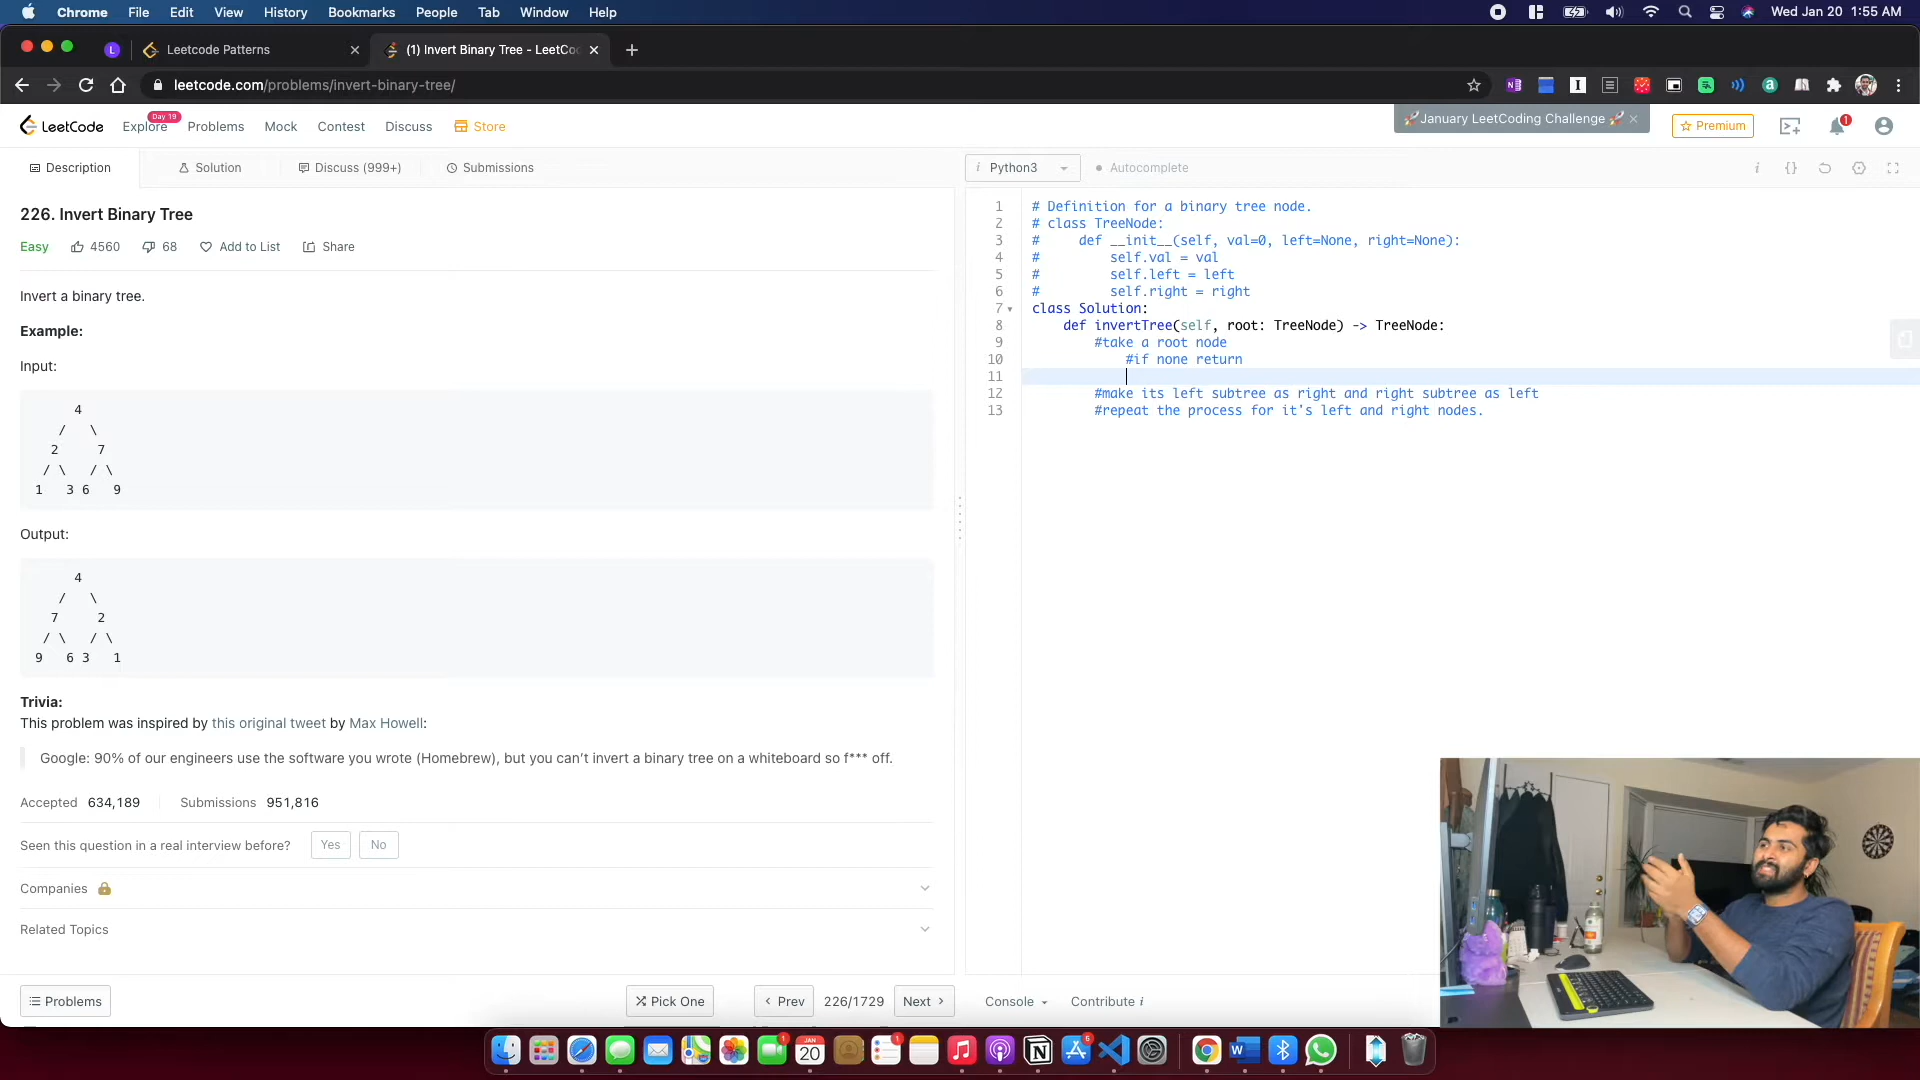 Chrome File Edit View History Bookmarks People Tab Window Help Wed Jan 20 1:55 AM
L Leetcode Patterns (1) Invert Binary Tree - LeetCo
leetcode.com/problems/invert-binary-tree/
LeetCode Explore Day 19 Problems Mock Contest Discuss Store 🚀January LeetCoding Challenge 🚀 Premium 1
Description Solution Discuss (999+) Submissions
i Python3 Autocomplete i {}
226. Invert Binary Tree
Easy 4560 68 Add to List Share
Invert a binary tree.
Example:
Input:
4
/ \
2 7
/ \ / \
1 3 6 9
Output:
4
/ \
7 2
/ \ / \
9 6 3 1
Trivia:
This problem was inspired by this original tweet by Max Howell:
Google: 90% of our engineers use the software you wrote (Homebrew), but you can't invert a binary tree on a whiteboard so f*** off.
Accepted 634,189 Submissions 951,816
Seen this question in a real interview before? Yes No
Companies
Related Topics
1 # Definition for a binary tree node.
2 # class TreeNode:
3 # def __init__(self, val=0, left=None, right=None):
4 # self.val = val
5 # self.left = left
6 # self.right = right
7 class Solution:
8 def invertTree(self, root: TreeNode) -> TreeNode:
9 #take a root node
10 #if none return
11
12 #make its left subtree as right and right subtree as left
13 #repeat the process for it's left and right nodes.
Problems Pick One Prev 226/1729 Next Console Contribute i
1 JAN 20 1 6